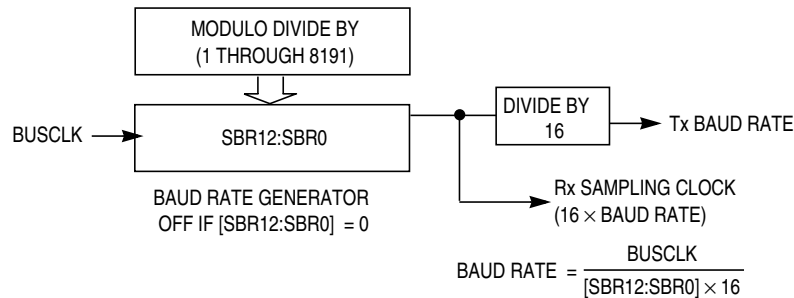 MODULO DIVIDE BY
(1 THROUGH 8191)
BUSCLK
SBR12:SBR0
DIVIDE BY
16
Tx BAUD RATE
BAUD RATE GENERATOR
OFF IF [SBR12:SBR0] = 0
Rx SAMPLING CLOCK
(16 × BAUD RATE)
BAUD RATE =
BUSCLK
[SBR12:SBR0] × 16